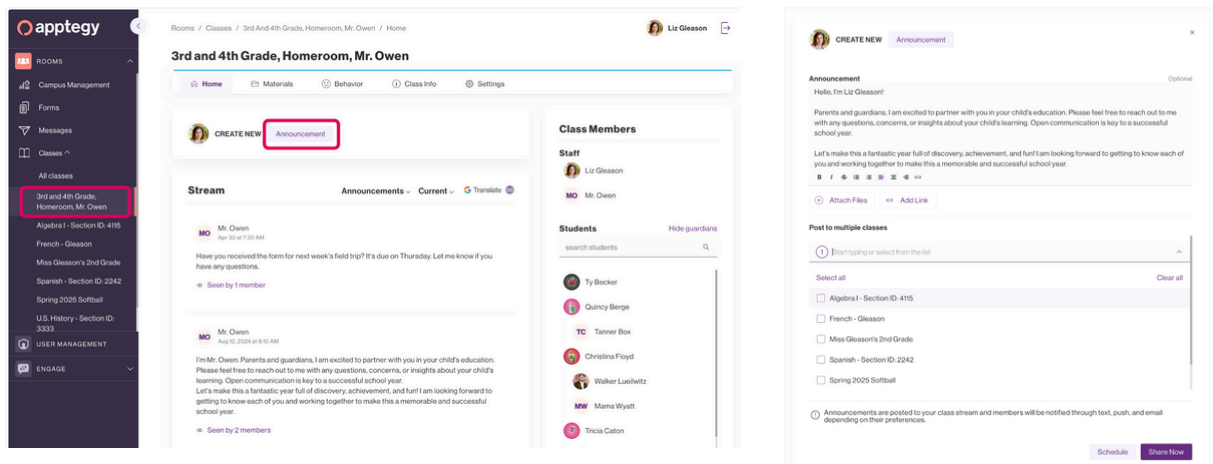 apptegy
ROOMS
Campus Management
Forms
Messages
Classes
All classes
3rd and 4th Grade,
Homeroom, Mr. Owen
Algebra I - Section ID: 4115
French - Gleason
Miss Gleason's 2nd Grade
Spanish - Section ID: 2242
Spring 2025 Softball
U.S. History - Section ID:
3333
USER MANAGEMENT
ENGAGE
Rooms / Classes / 3rd And 4th Grade, Homeroom, Mr. Owen / Home
Liz Gleason
3rd and 4th Grade, Homeroom, Mr. Owen
Home Materials Behavior Class Info Settings
CREATE NEW Announcement
Stream Announcements Current Translate
MO Mr. Owen
Apr 30 at 7:30 AM
Have you received the form for next week's field trip? It's due on Thursday. Let me know if you
have any questions.
Seen by 1 member
MO Mr. Owen
Aug 12, 2024 at 8:10 AM
I'm Mr. Owen. Parents and guardians, I am excited to partner with you in your child's education.
Please feel free to reach out to me with any questions, concerns, or insights about your child's
learning. Open communication is key to a successful school year.
Let's make this a fantastic year full of discovery, achievement, and fun! I am looking forward to
getting to know each of you and working together to make this a memorable and successful
school year.
Seen by 2 members
Class Members
Staff
Liz Gleason
MO Mr. Owen
Students Hide guardians
search students
Ty Becker
Quincy Berge
TC Tanner Box
Christina Floyd
Walker Lueilwitz
MW Mama Wyatt
Tricia Caton
CREATE NEW Announcement
Announcement Optional
Hello, I'm Liz Gleason!
Parents and guardians, I am excited to partner with you in your child's education. Please feel free to reach out to me
with any questions, concerns, or insights about your child's learning. Open communication is key to a successful
school year.
Let's make this a fantastic year full of discovery, achievement, and fun! I am looking forward to getting to know each of
you and working together to make this a memorable and successful school year.
B I S
Attach Files Add Link
Post to multiple classes
1 Start typing or select from the list
Select all Clear all
Algebra I - Section ID: 4115
French - Gleason
Miss Gleason's 2nd Grade
Spanish - Section ID: 2242
Spring 2025 Softball
Announcements are posted to your class stream and members will be notified through text, push, and email
depending on their preferences.
Schedule Share Now